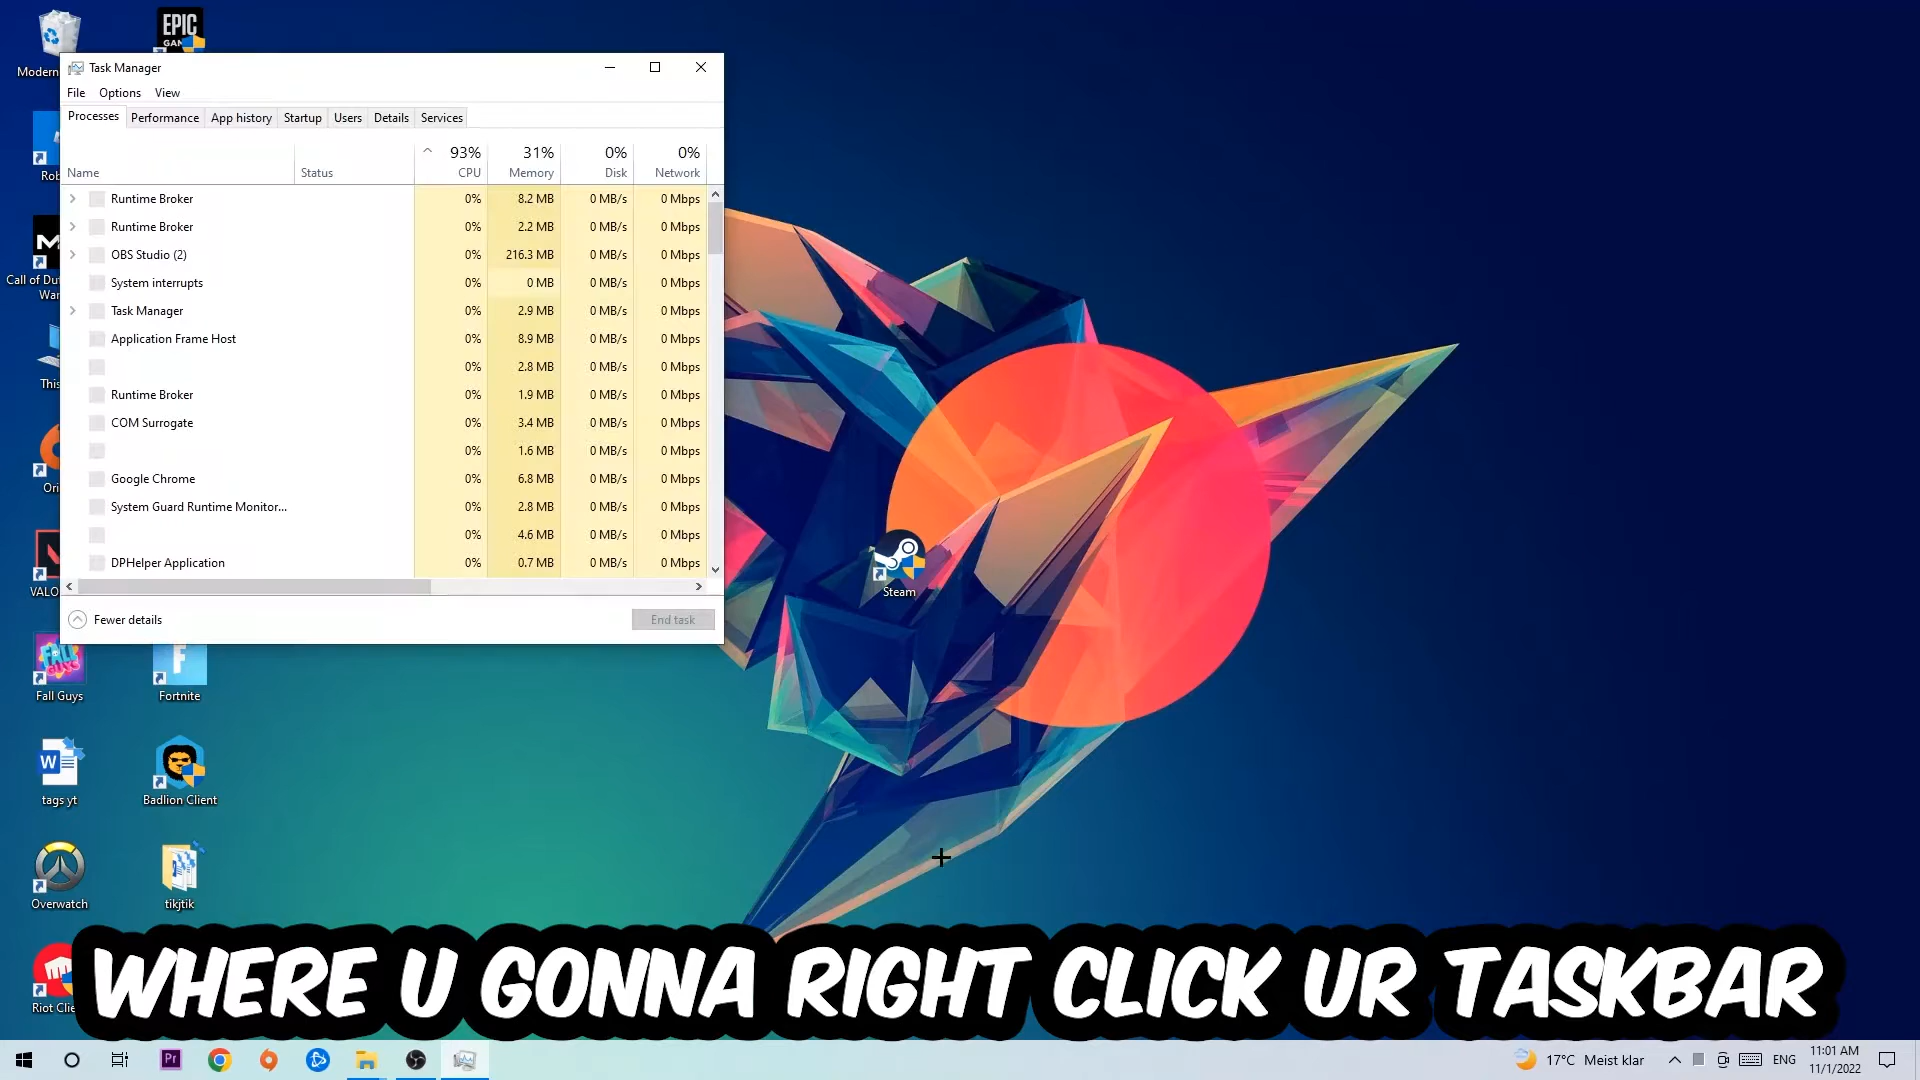 EPIC
GAM
Modern
Task Manager
File Options View
Processes Performance App history Startup Users Details Services
93% 31% 0% 0%
Name Status CPU Memory Disk Network
Runtime Broker 0% 8.2 MB 0 MB/s 0 Mbps
Runtime Broker 0% 2.2 MB 0 MB/s 0 Mbps
OBS Studio (2) 0% 216.3 MB 0 MB/s 0 Mbps
System interrupts 0% 0 MB 0 MB/s 0 Mbps
Task Manager 0% 2.9 MB 0 MB/s 0 Mbps
Application Frame Host 0% 8.9 MB 0 MB/s 0 Mbps
0% 2.8 MB 0 MB/s 0 Mbps
Runtime Broker 0% 1.9 MB 0 MB/s 0 Mbps
COM Surrogate 0% 3.4 MB 0 MB/s 0 Mbps
0% 1.6 MB 0 MB/s 0 Mbps
Google Chrome 0% 6.8 MB 0 MB/s 0 Mbps
System Guard Runtime Monitor... 0% 2.8 MB 0 MB/s 0 Mbps
0% 4.6 MB 0 MB/s 0 Mbps
DPHelper Application 0% 0.7 MB 0 MB/s 0 Mbps
Fewer details End task
Rob
Call of Du
War
This
Ori
VALO
Steam
Fall Guys
Fortnite
W
tags yt
Badlion Client
Overwatch
tikjtik
Riot Clie
WHERE U GONNA RIGHT CLICK UR TASKBAR
Pr
17°C Meist klar
ENG
11:01 AM
11/1/2022